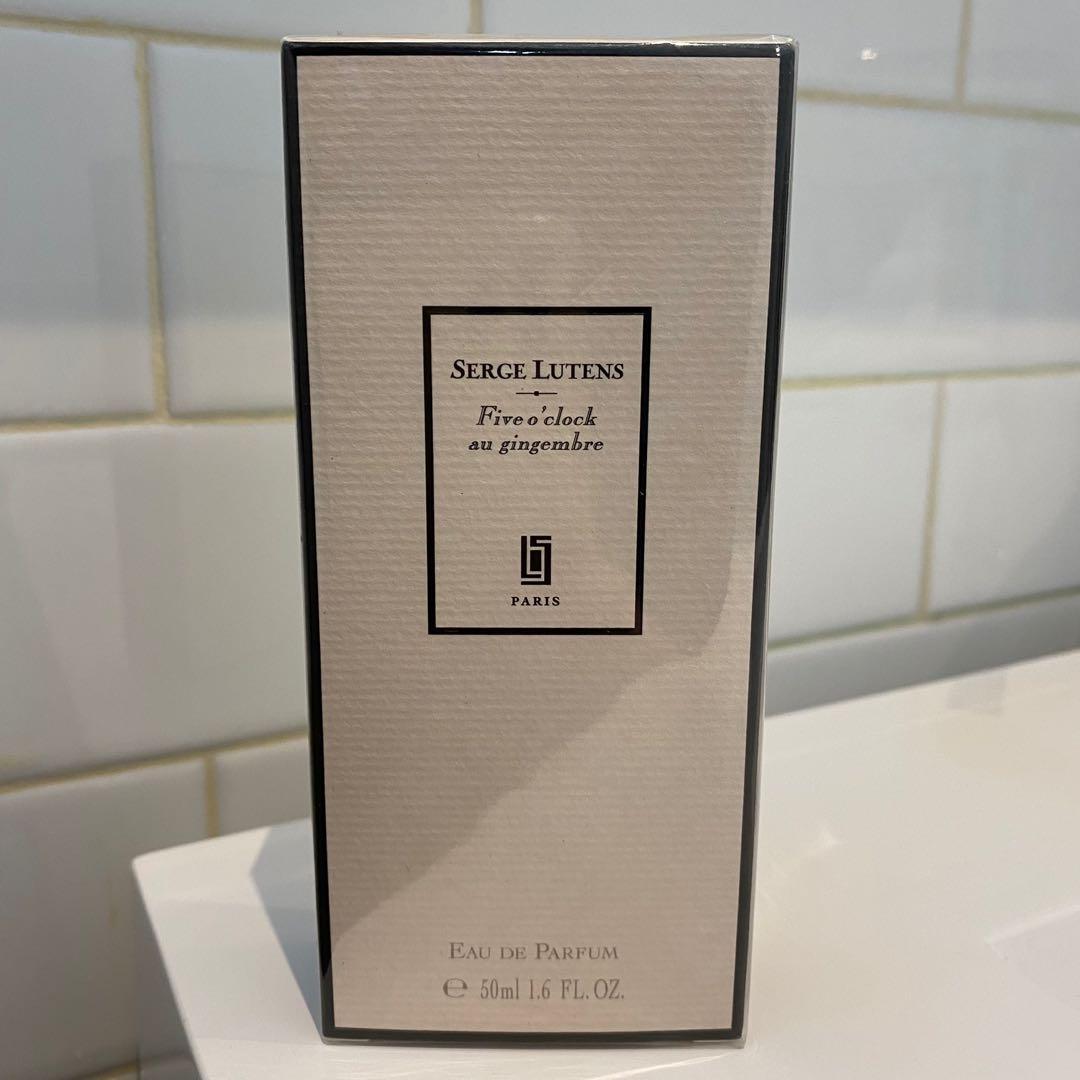 SERGE LUTENS
Five o'clock
au gingembre
PARIS
EAU DE PARFUM
℮ 50ml 1.6 FL. OZ.